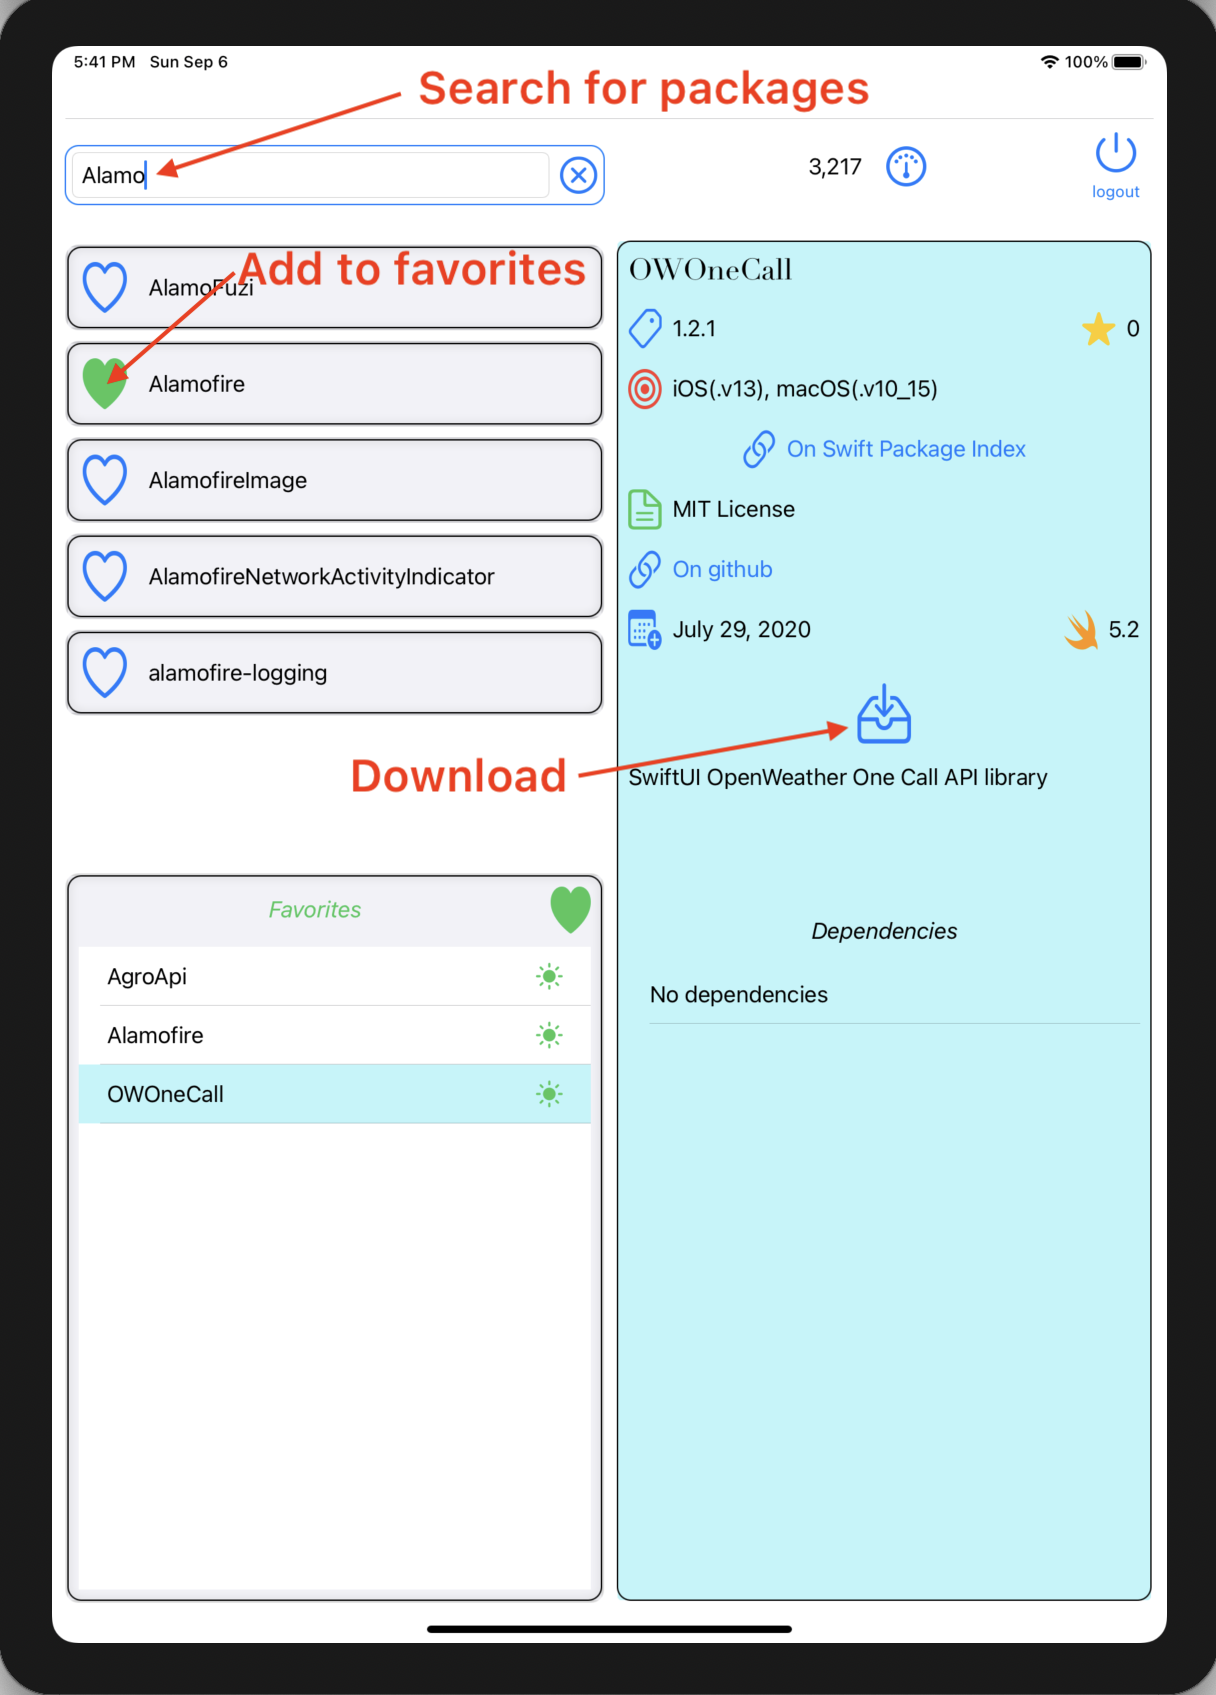 5:41 PM Sun Sep 6
100%
Search for packages
Alamo
3,217
logout
Add to favorites
AlamoFuzi
Alamofire
AlamofireImage
AlamofireNetworkActivityIndicator
alamofire-logging
Download
Favorites
AgroApi
Alamofire
OWOneCall
OWOneCall
1.2.1
0
iOS(.v13), macOS(.v10_15)
On Swift Package Index
MIT License
On github
July 29, 2020
5.2
SwiftUI OpenWeather One Call API library
Dependencies
No dependencies